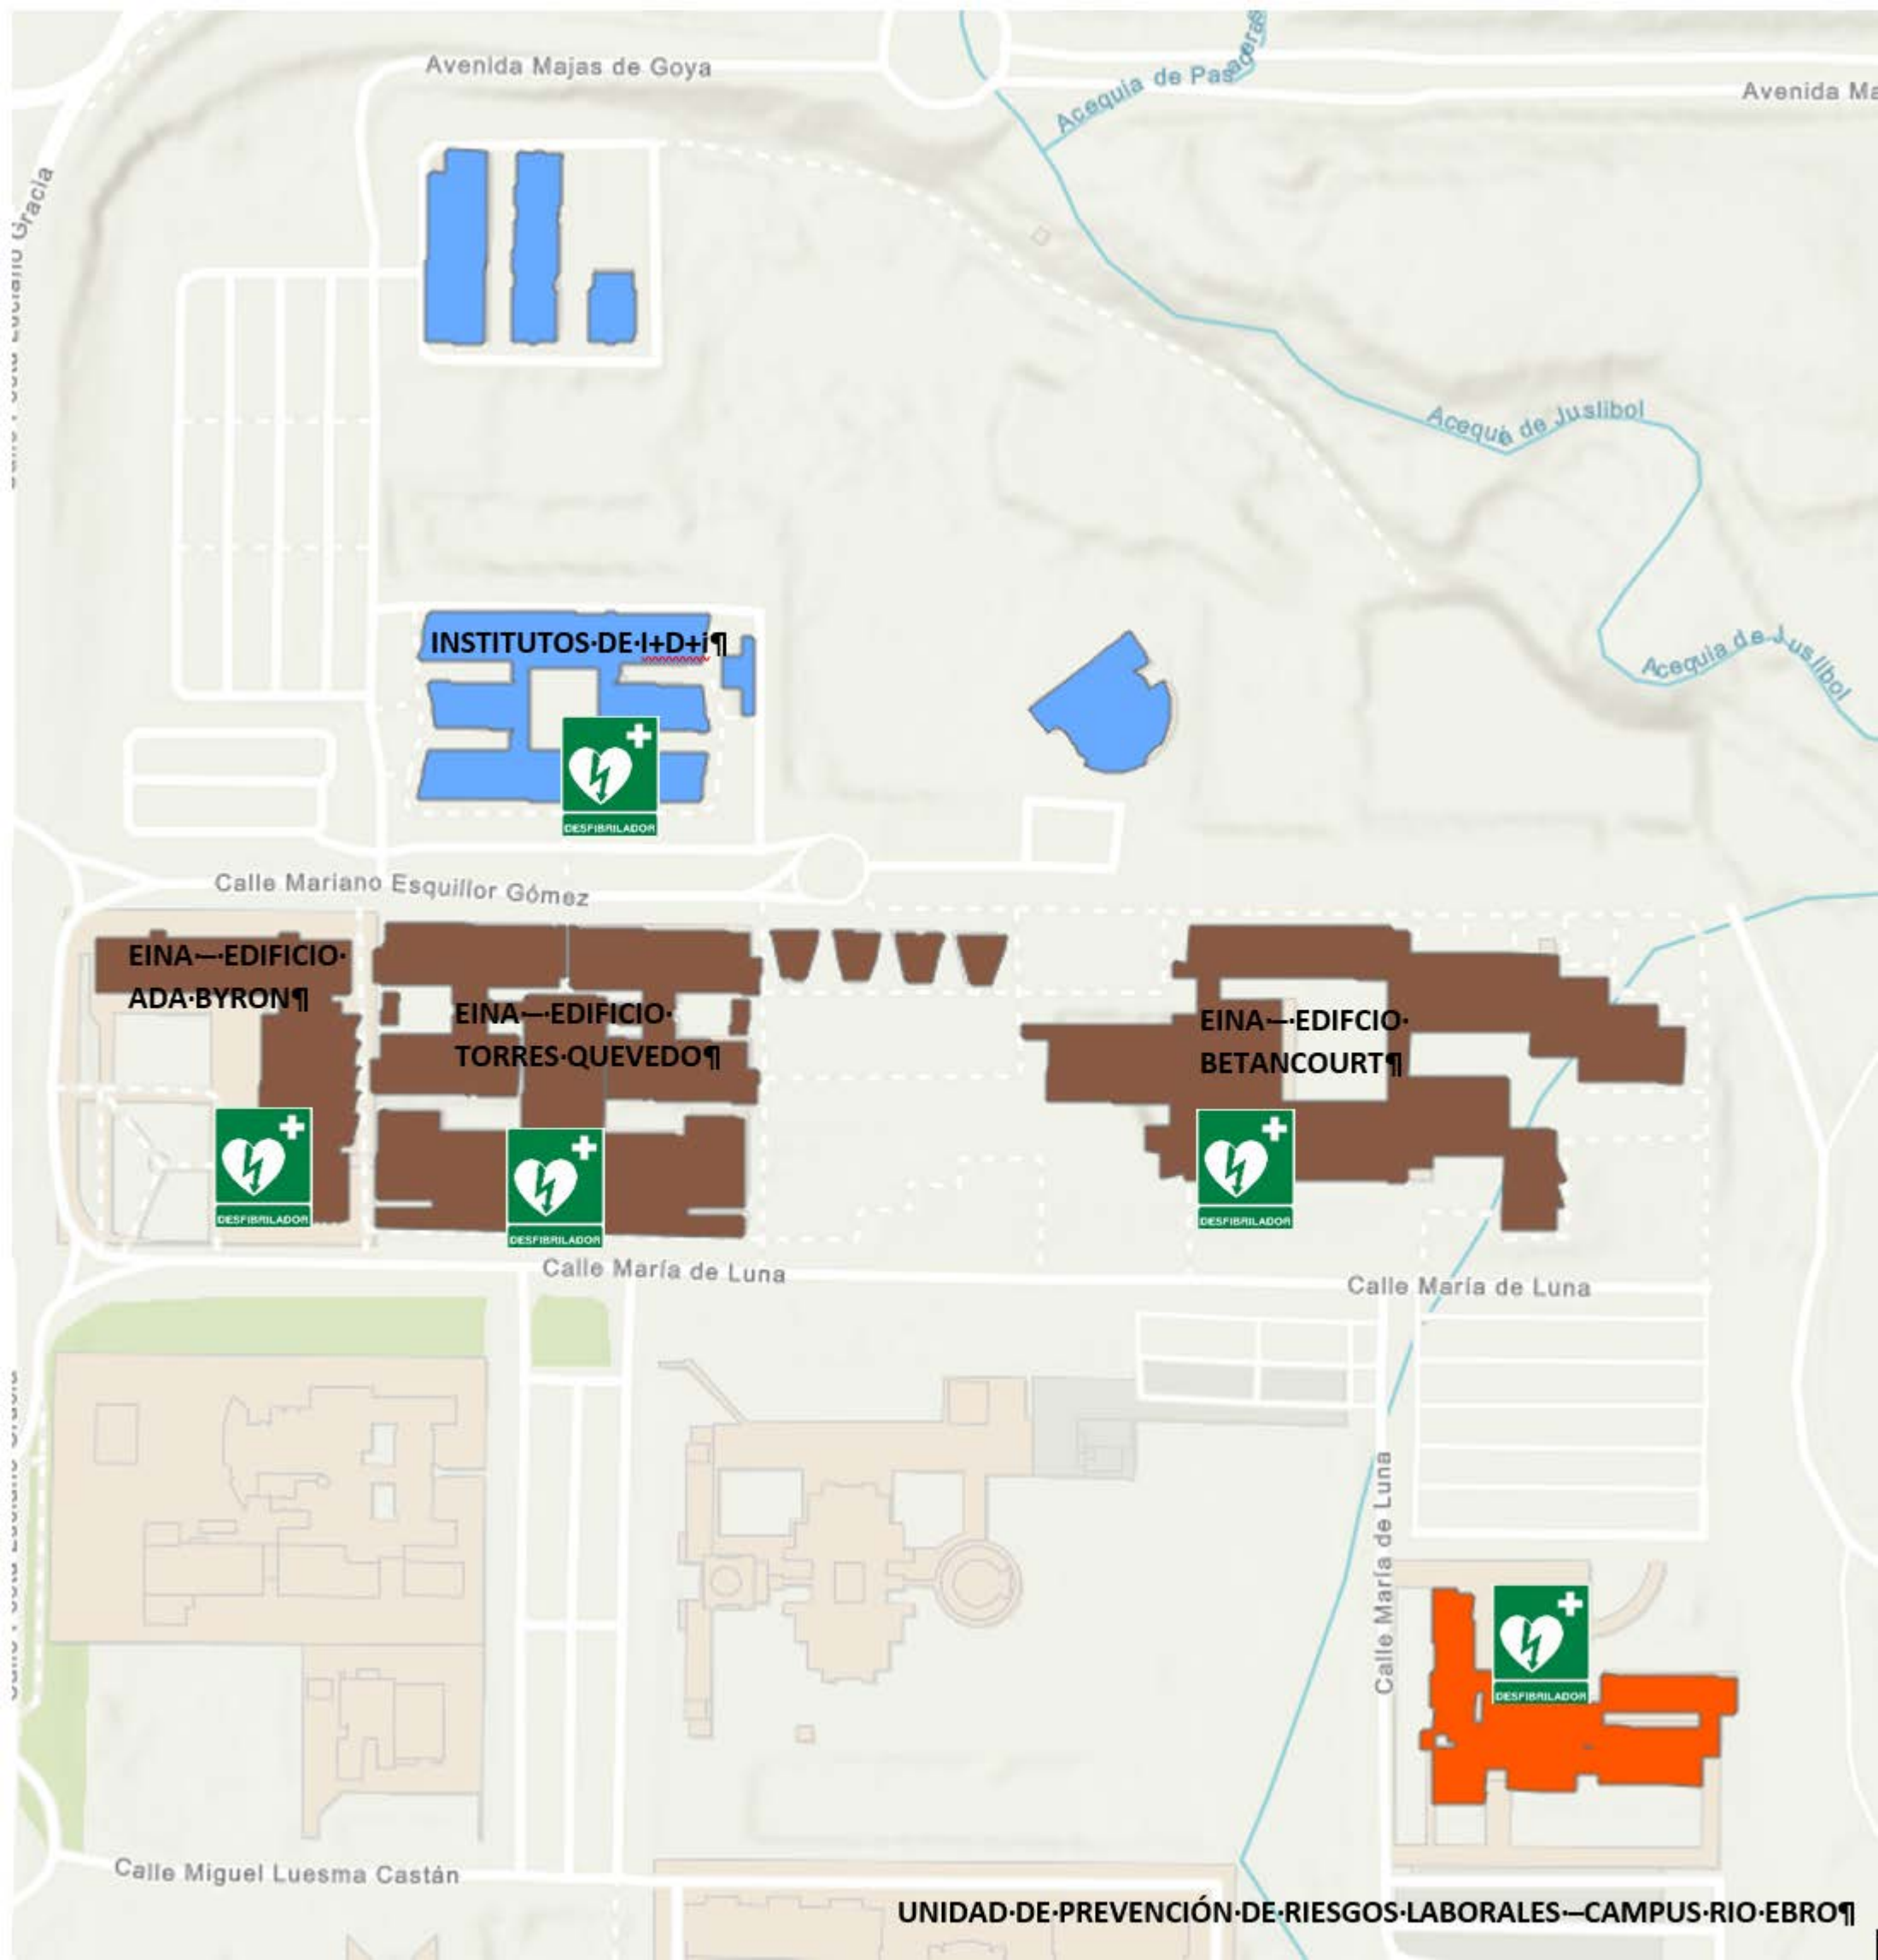 Avenida Majas de Goya
Acequia de Pasaderas
Avenida Ma
Gracia
Acequia de Juslibol
INSTITUTOS·DE·I+D+i¶
Acequia de Juslibol
DESFIBRILADOR
Calle Mariano Esquillor Gómez
EINA·–·EDIFICIO·
ADA·BYRON¶
EINA·–·EDIFICIO·
TORRES·QUEVEDO¶
EINA·–·EDIFCIO·
BETANCOURT¶
DESFIBRILADOR
DESFIBRILADOR
DESFIBRILADOR
Calle María de Luna
Calle María de Luna
Calle María de Luna
DESFIBRILADOR
Calle Miguel Luesma Castán
UNIDAD·DE·PREVENCIÓN·DE·RIESGOS·LABORALES·–CAMPUS·RIO·EBRO¶